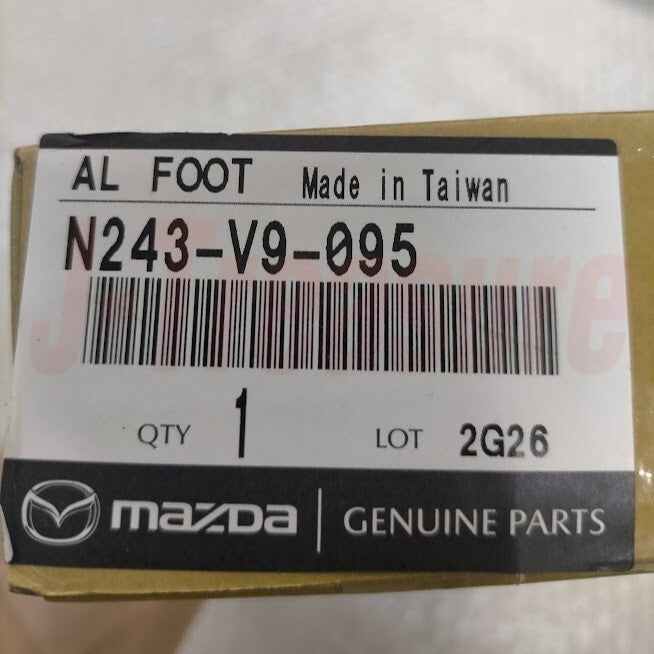 AL FOOT Made in Taiwan
N243-V9-095
QTY 1 LOT 2G26
mazda GENUINE PARTS